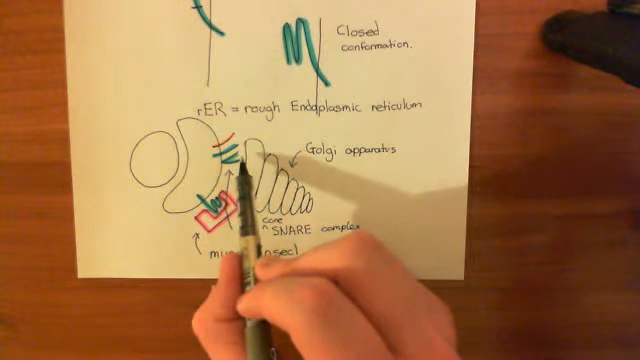 Closed
conformation.
rER = rough Endoplasmic reticulum
Golgi apparatus
core
SNARE complex